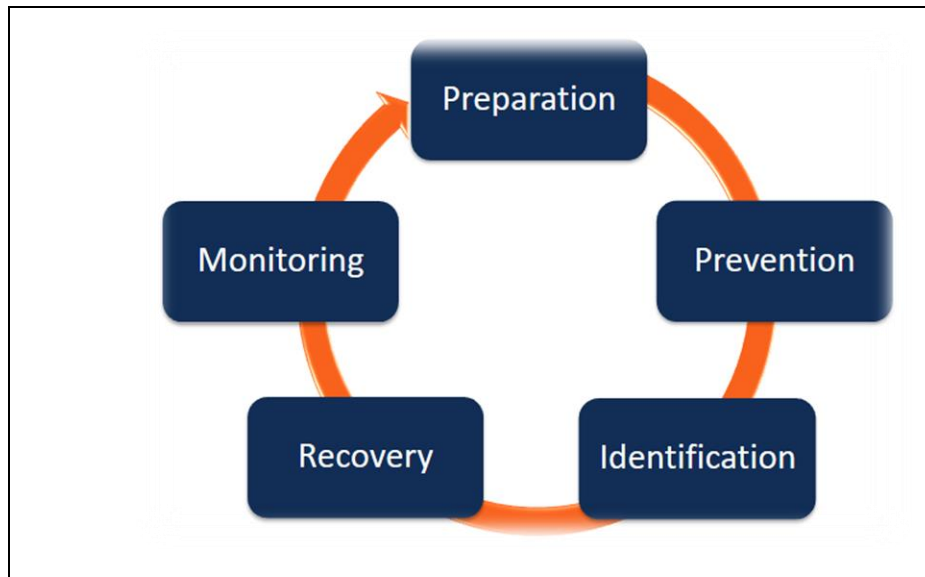 Preparation
Prevention
Identification
Recovery
Monitoring